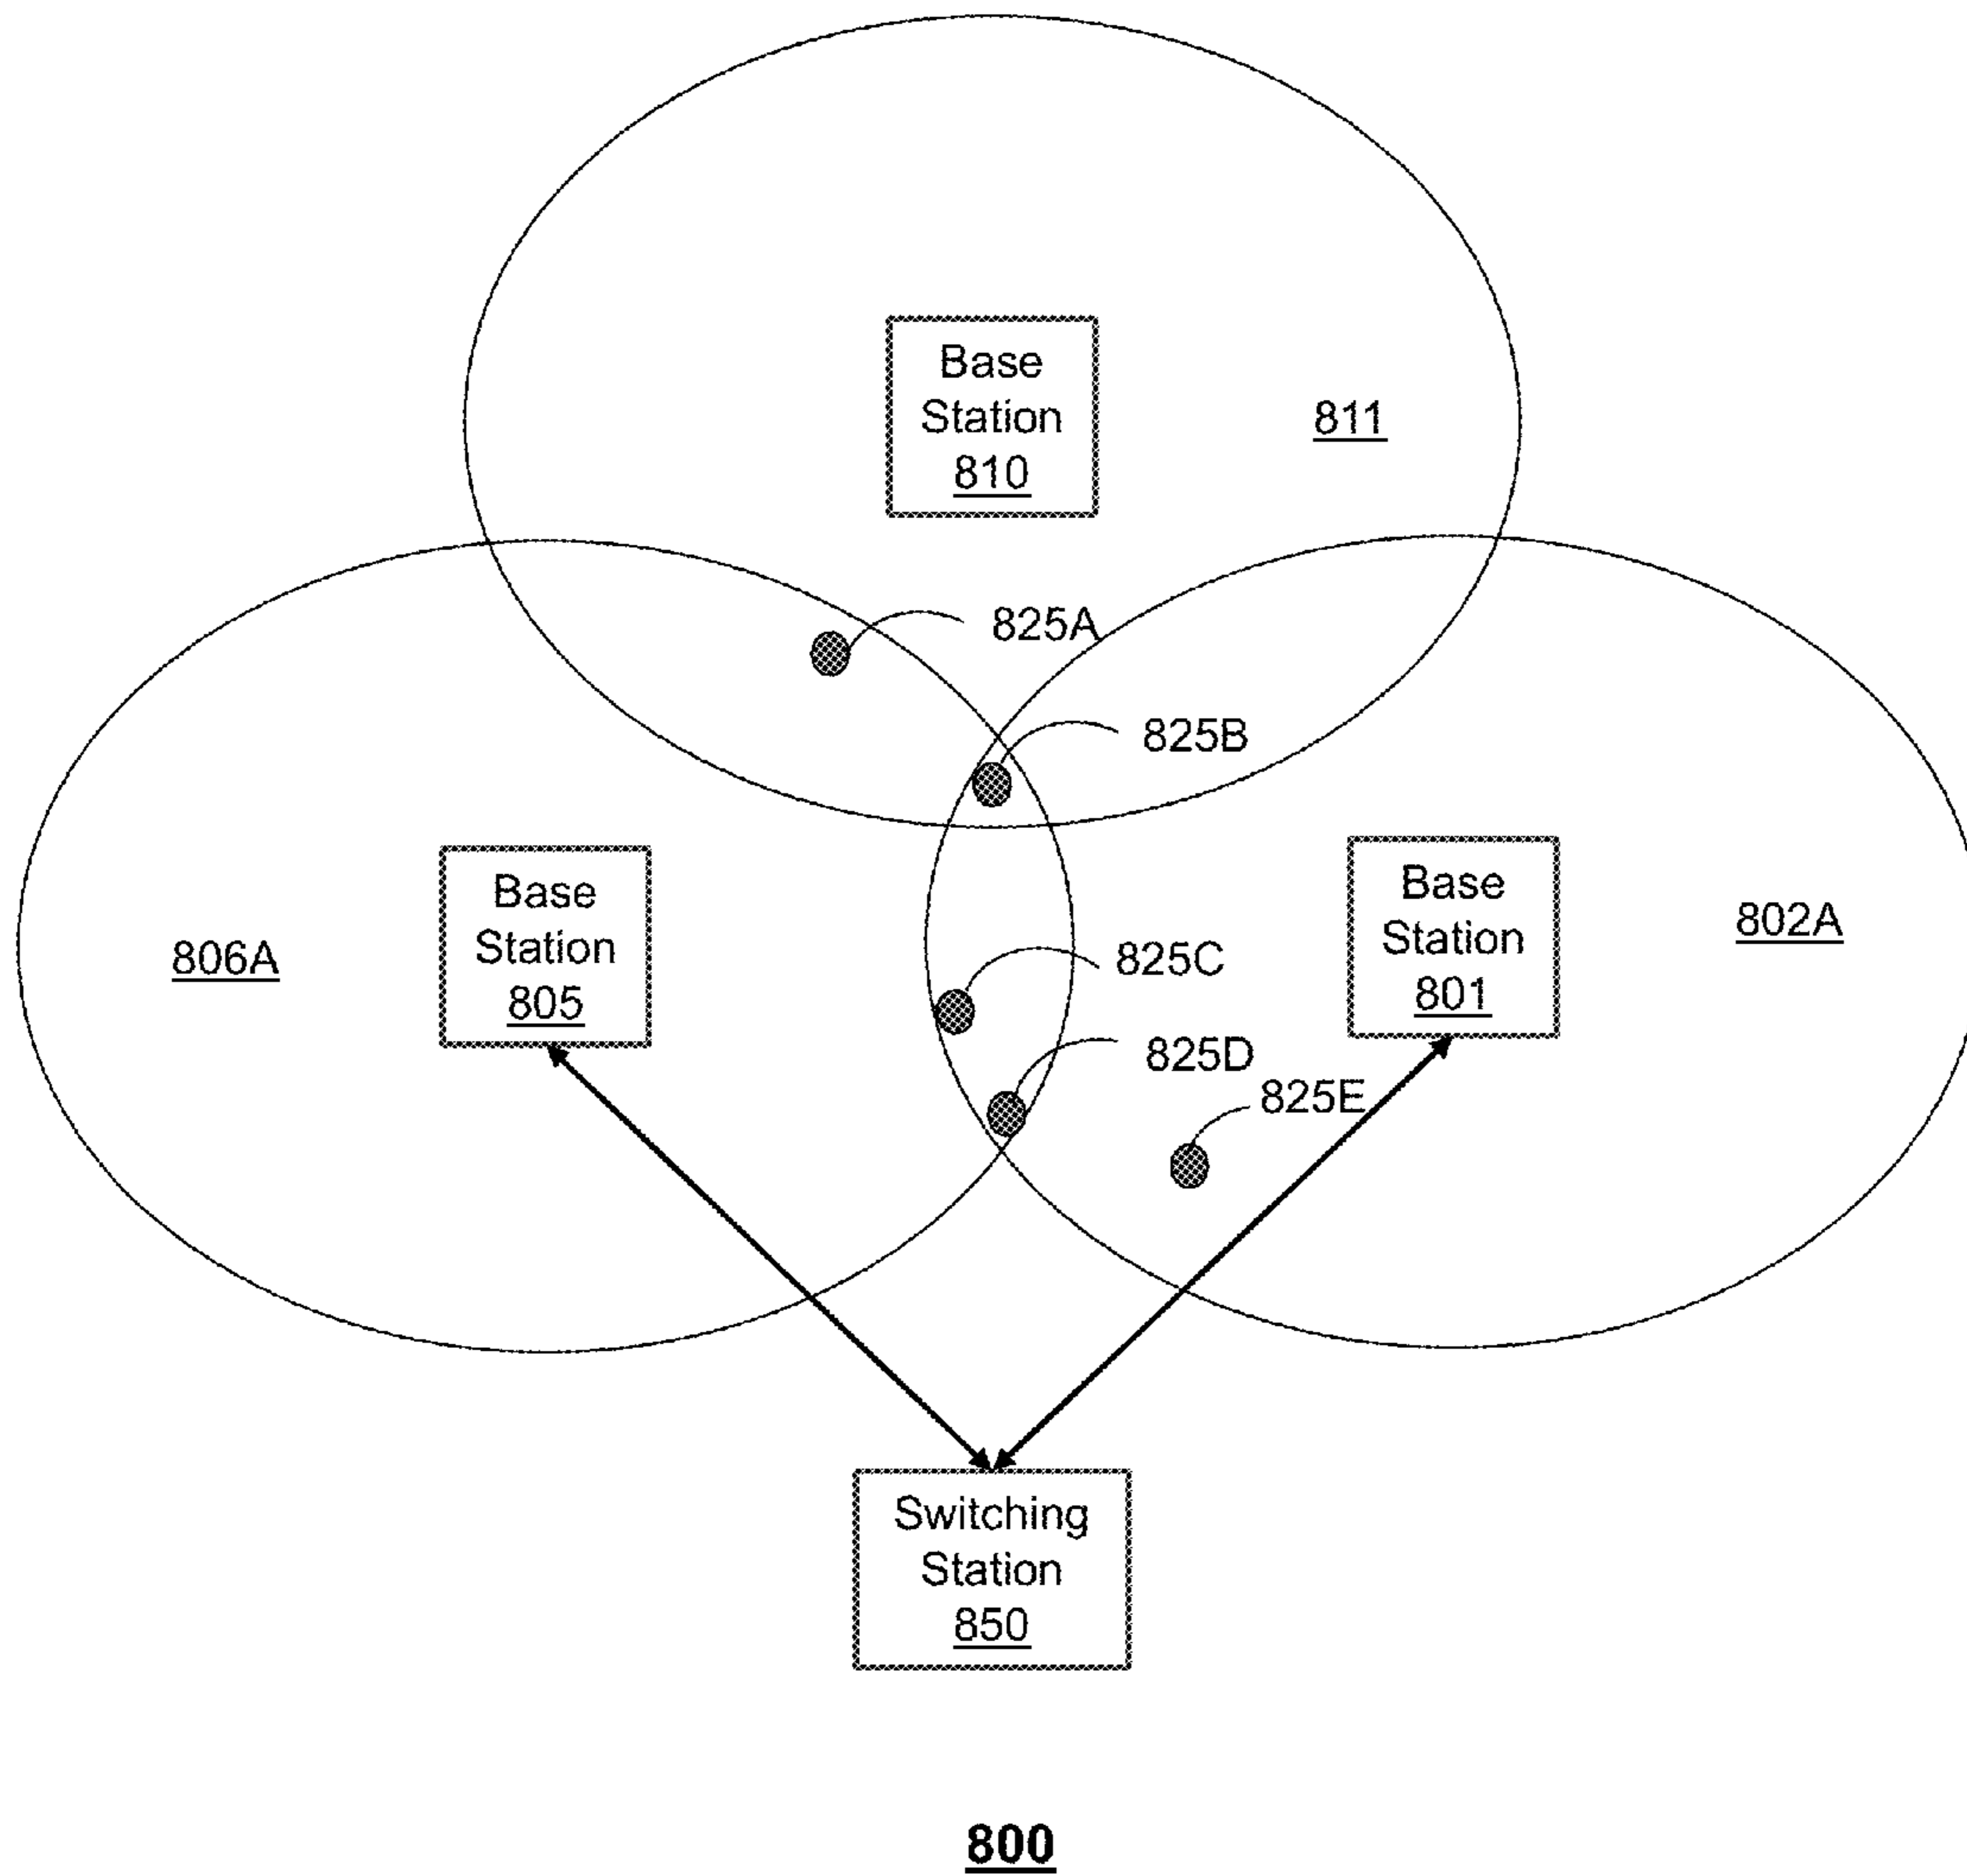 Base
Station
810
811
825A
825B
Base
Station
805
806A
Base
Station
801
802A
825C
825D
825E
Switching
Station
850
800